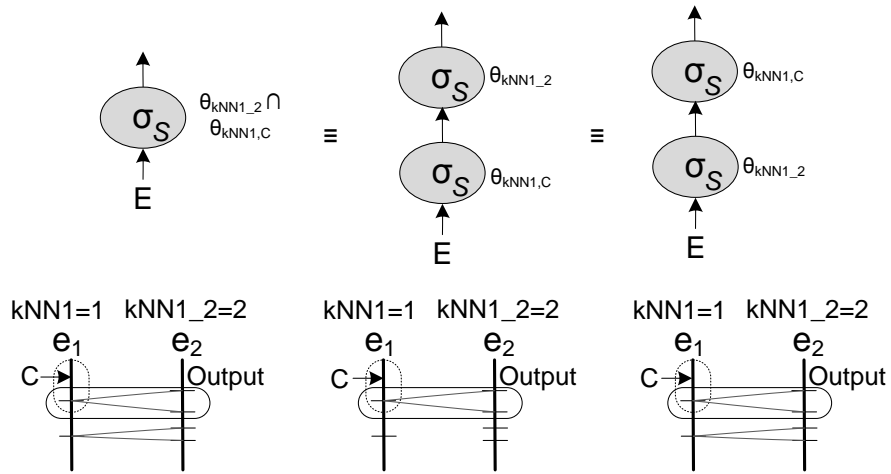 σS θkNN1_2 ∩
θkNN1,C
E
≡
σS θkNN1_2
σS θkNN1,C
E
≡
σS θkNN1,C
σS θkNN1_2
E
kNN1=1 kNN1_2=2
e1 e2
C Output
kNN1=1 kNN1_2=2
e1 e2
C Output
kNN1=1 kNN1_2=2
e1 e2
C Output